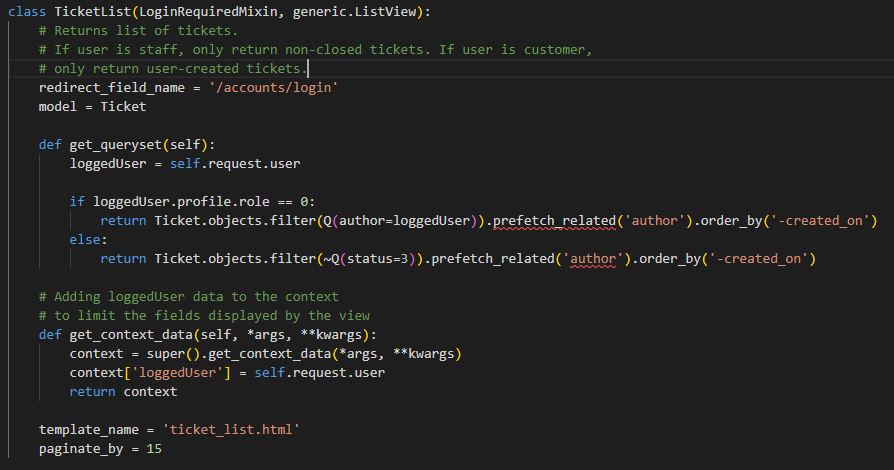 class TicketList(LoginRequiredMixin, generic.ListView):
    # Returns list of tickets.
    # If user is staff, only return non-closed tickets. If user is customer,
    # only return user-created tickets.
    redirect_field_name = '/accounts/login'
    model = Ticket

    def get_queryset(self):
        loggedUser = self.request.user

        if loggedUser.profile.role == 0:
            return Ticket.objects.filter(Q(author=loggedUser)).prefetch_related('author').order_by('-created_on')
        else:
            return Ticket.objects.filter(~Q(status=3)).prefetch_related('author').order_by('-created_on')

    # Adding loggedUser data to the context
    # to limit the fields displayed by the view
    def get_context_data(self, *args, **kwargs):
        context = super().get_context_data(*args, **kwargs)
        context['loggedUser'] = self.request.user
        return context

    template_name = 'ticket_list.html'
    paginate_by = 15